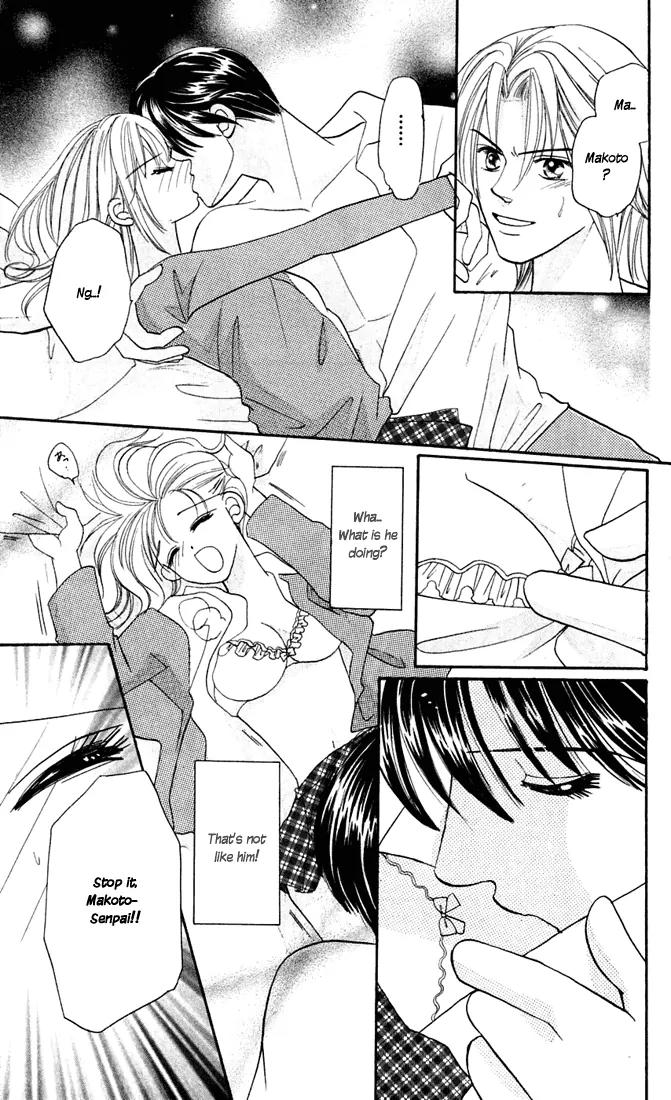 Ma...
Makoto
?
.......
Ng...!
Wha...
What is he
doing?
That's not
like him!
Stop it,
Makoto-
Senpai!!